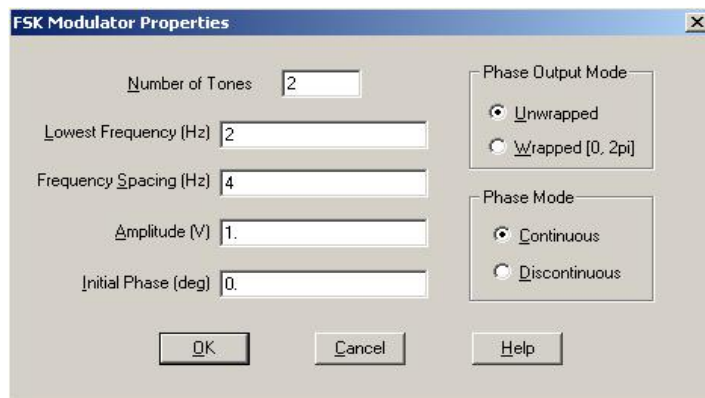 FSK Modulator Properties
Number of Tones 2
Lowest Frequency (Hz) 2
Frequency Spacing (Hz) 4
Amplitude (V) 1.
Initial Phase (deg) 0.
Phase Output Mode
Unwrapped
Wrapped [0, 2pi]
Phase Mode
Continuous
Discontinuous
OK Cancel Help